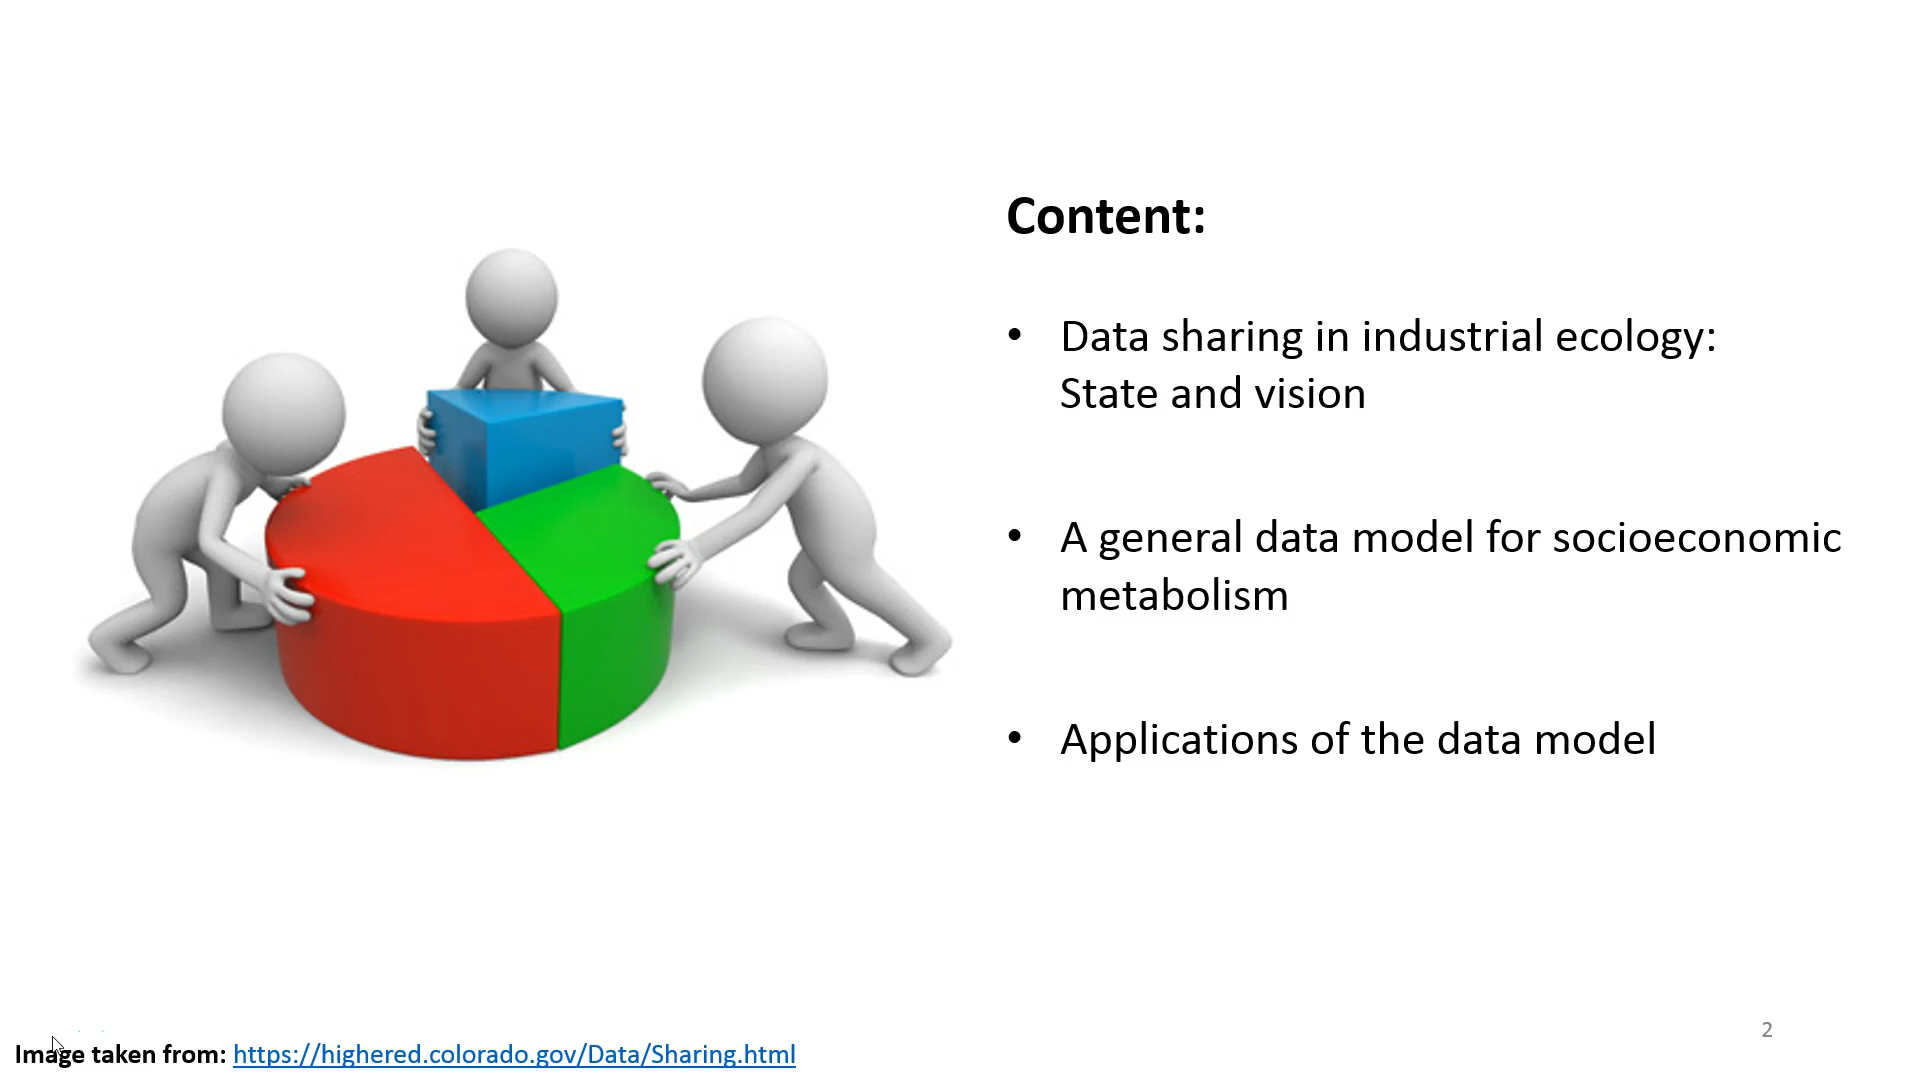 Content:
• Data sharing in industrial ecology:
State and vision
• A general data model for socioeconomic
metabolism
• Applications of the data model
2
Image taken from: https://highered.colorado.gov/Data/Sharing.html